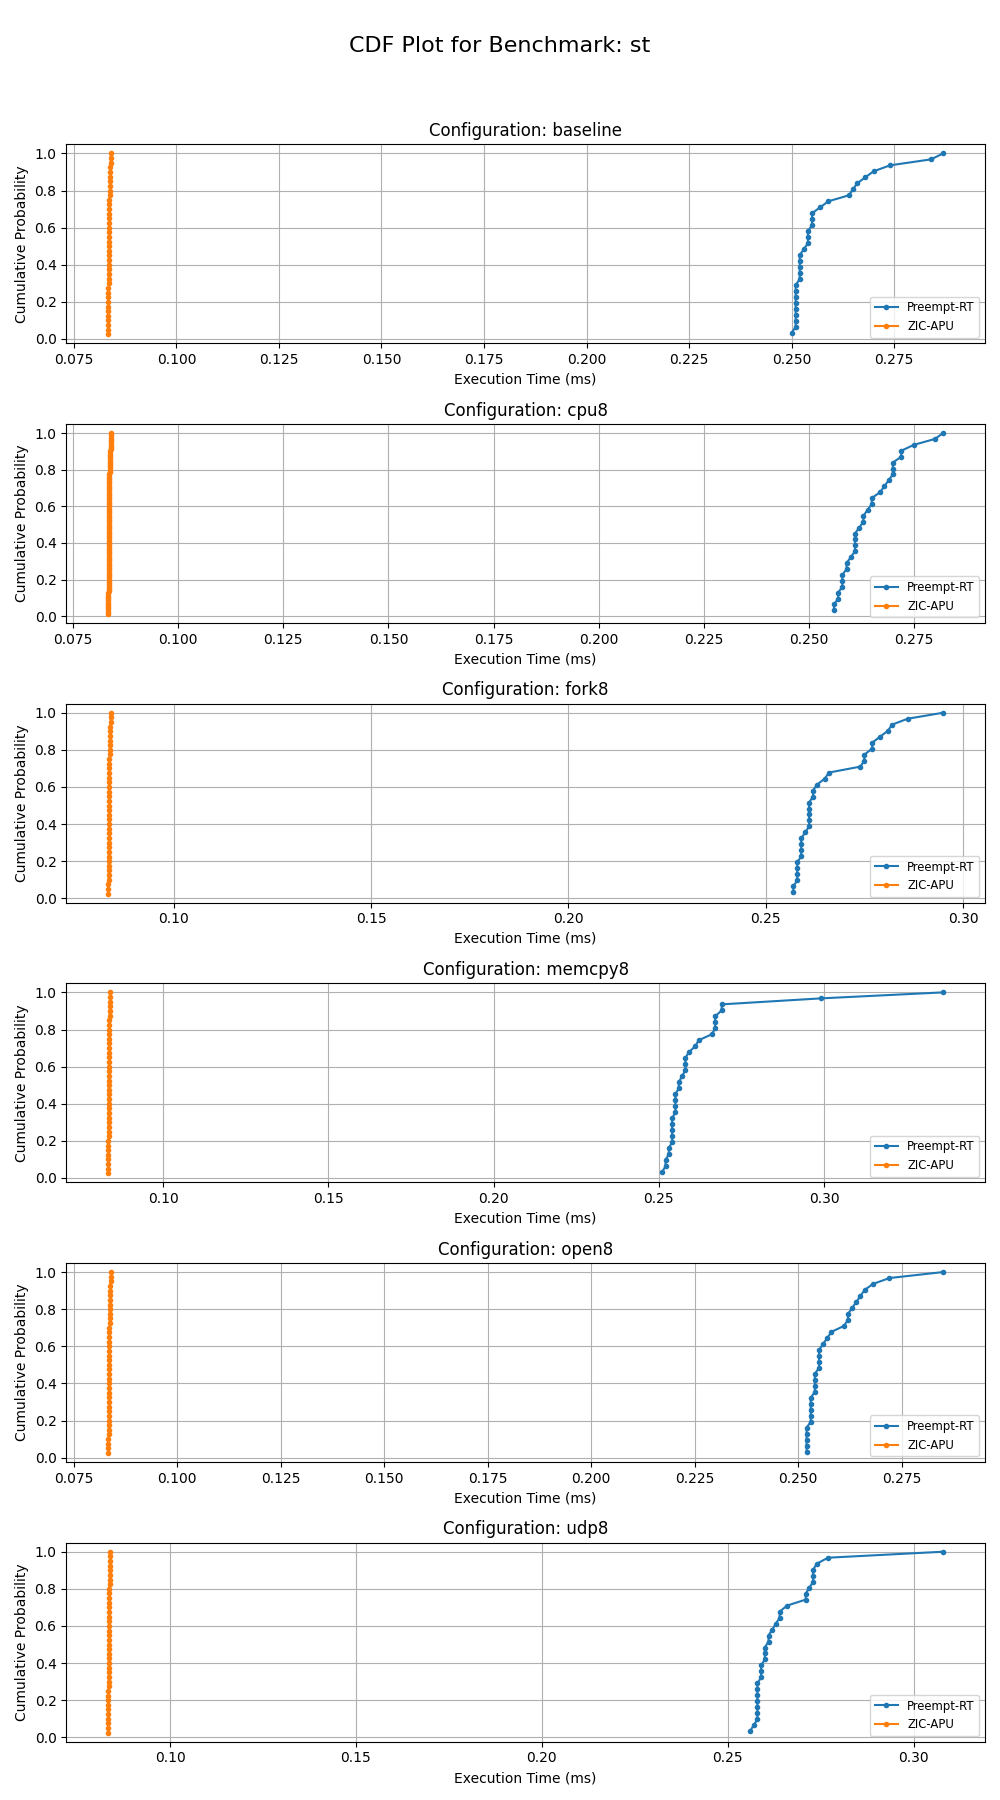 CDF Plot for Benchmark: st
Configuration: baseline
Cumulative Probability
1.0
0.8
0.6
0.4
0.2
0.0
Preempt-RT
ZIC-APU
0.075 0.100 0.125 0.150 0.175 0.200 0.225 0.250 0.275
Execution Time (ms)
Configuration: cpu8
Cumulative Probability
1.0
0.8
0.6
0.4
0.2
0.0
Preempt-RT
ZIC-APU
0.075 0.100 0.125 0.150 0.175 0.200 0.225 0.250 0.275
Execution Time (ms)
Configuration: fork8
Cumulative Probability
1.0
0.8
0.6
0.4
0.2
0.0
Preempt-RT
ZIC-APU
0.10 0.15 0.20 0.25 0.30
Execution Time (ms)
Configuration: memcpy8
Cumulative Probability
1.0
0.8
0.6
0.4
0.2
0.0
Preempt-RT
ZIC-APU
0.10 0.15 0.20 0.25 0.30
Execution Time (ms)
Configuration: open8
Cumulative Probability
1.0
0.8
0.6
0.4
0.2
0.0
Preempt-RT
ZIC-APU
0.075 0.100 0.125 0.150 0.175 0.200 0.225 0.250 0.275
Execution Time (ms)
Configuration: udp8
Cumulative Probability
1.0
0.8
0.6
0.4
0.2
0.0
Preempt-RT
ZIC-APU
0.10 0.15 0.20 0.25 0.30
Execution Time (ms)